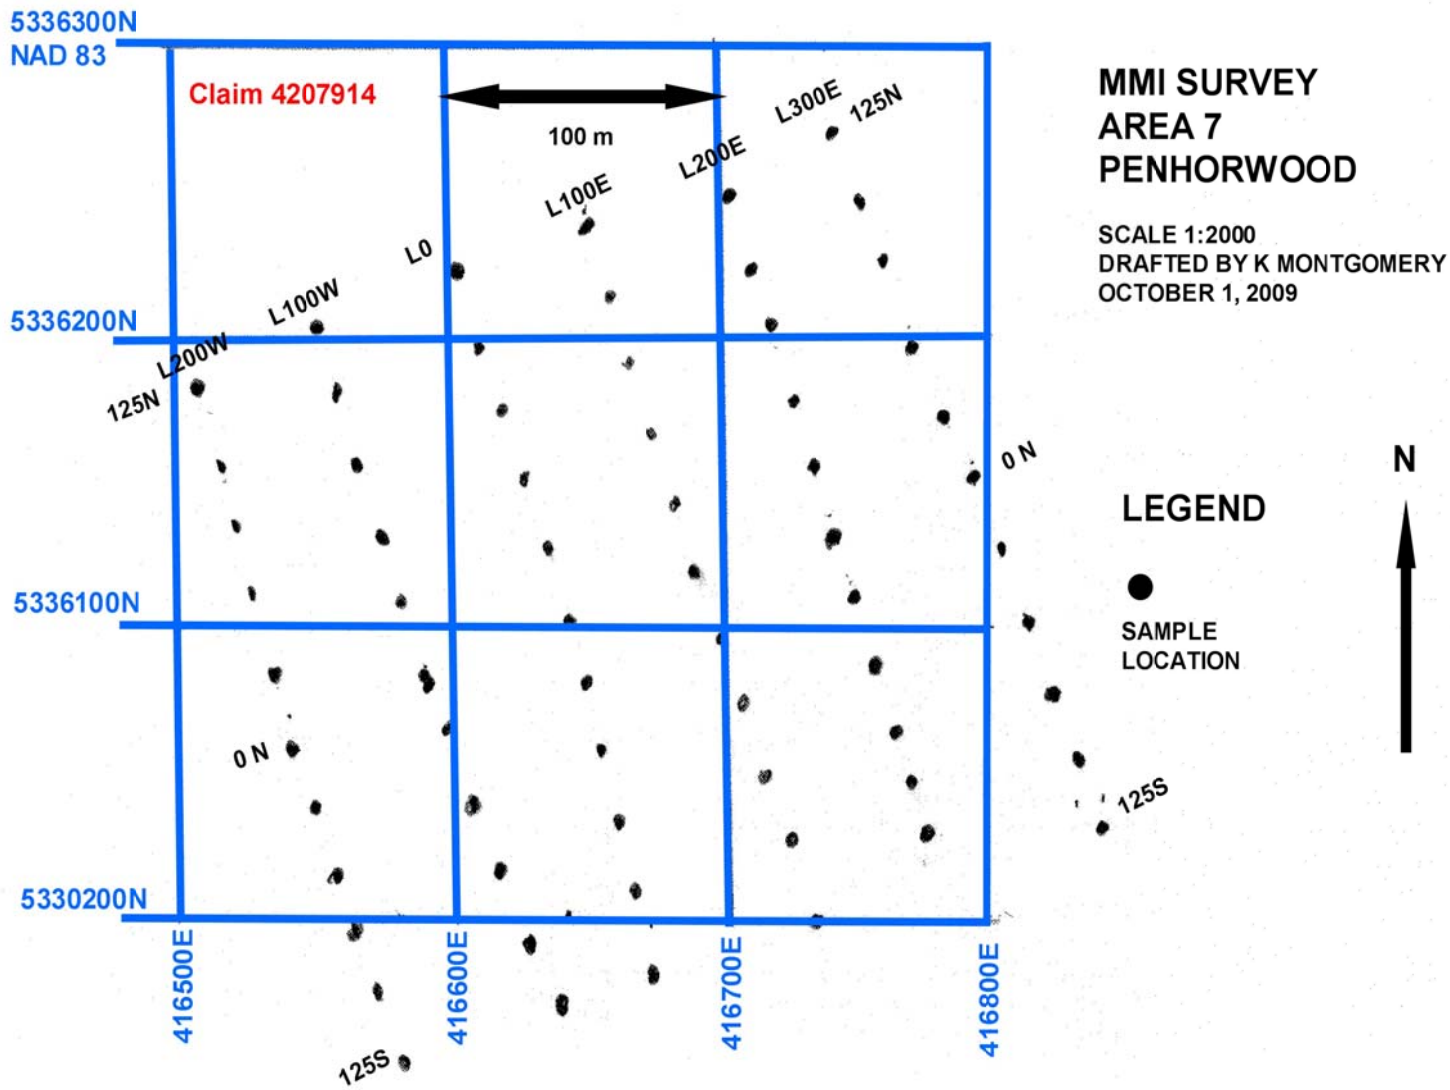 5336300N
NAD 83
Claim 4207914
100 m
L300E
125N
L200E
L100E
L0
L100W
5336200N
L200W
125N
0 N
5336100N
0 N
125S
5330200N
416500E
416600E
416700E
416800E
125S
MMI SURVEY
AREA 7
PENHORWOOD
SCALE 1:2000
DRAFTED BY K MONTGOMERY
OCTOBER 1, 2009
N
LEGEND
SAMPLE
LOCATION